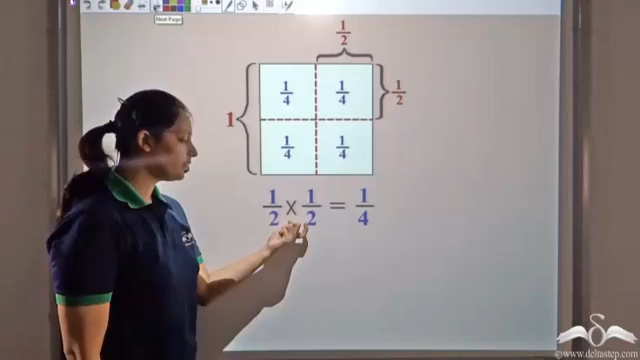 Next Page
1/2
1/4 1/4 1/2
1
1/4 1/4
1/2 × 1/2 = 1/4
©www.deltastep.com